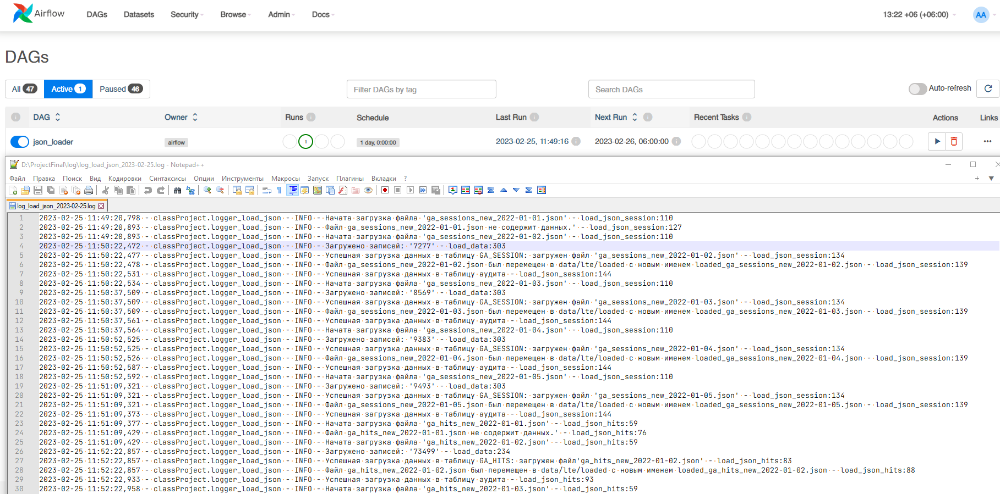 Airflow DAGs Datasets Security Browse Admin Docs 13:22 +06 (+06:00) AA
DAGs
All 47 Active 1 Paused 46 Filter DAGs by tag Search DAGs Auto-refresh
DAG Owner Runs Schedule Last Run Next Run Recent Tasks Actions Links
json_loader airflow 1 1 day, 0:00:00 2023-02-25, 11:49:16 2023-02-26, 06:00:00
D:\ProjectFinal\log\log_load_json_2023-02-25.log - Notepad++
Файл Правка Поиск Вид Кодировки Синтаксисы Опции Инструменты Макросы Запуск Плагины Вкладки ?
log_load_json_2023-02-25.log
1 2023-02-25 11:49:20,798 - classProject.logger_load_json - INFO - Начата загрузка файла 'ga_sessions_new_2022-01-01.json' - load_json_session:110
2 2023-02-25 11:49:20,893 - classProject.logger_load_json - INFO - Файл ga_sessions_new_2022-01-01.json не содержит данных.' - load_json_session:127
3 2023-02-25 11:49:20,893 - classProject.logger_load_json - INFO - Начата загрузка файла 'ga_sessions_new_2022-01-02.json' - load_json_session:110
4 2023-02-25 11:50:22,472 - classProject.logger_load_json - INFO - Загружено записей: '7277' - load_data:303
5 2023-02-25 11:50:22,477 - classProject.logger_load_json - INFO - Успешная загрузка данных в таблицу GA_SESSION: загружен файл 'ga_sessions_new_2022-01-02.json' - load_json_session:134
6 2023-02-25 11:50:22,478 - classProject.logger_load_json - INFO - Файл ga_sessions_new_2022-01-02.json был перемещен в data/lte/loaded с новым именем loaded_ga_sessions_new_2022-01-02.json - load_json_session:139
7 2023-02-25 11:50:22,531 - classProject.logger_load_json - INFO - Успешная загрузка данных в таблицу аудита - load_json_session:144
8 2023-02-25 11:50:22,534 - classProject.logger_load_json - INFO - Начата загрузка файла 'ga_sessions_new_2022-01-03.json' - load_json_session:110
9 2023-02-25 11:50:37,509 - classProject.logger_load_json - INFO - Загружено записей: '8569' - load_data:303
10 2023-02-25 11:50:37,509 - classProject.logger_load_json - INFO - Успешная загрузка данных в таблицу GA_SESSION: загружен файл 'ga_sessions_new_2022-01-03.json' - load_json_session:134
11 2023-02-25 11:50:37,509 - classProject.logger_load_json - INFO - Файл ga_sessions_new_2022-01-03.json был перемещен в data/lte/loaded с новым именем loaded_ga_sessions_new_2022-01-03.json - load_json_session:139
12 2023-02-25 11:50:37,561 - classProject.logger_load_json - INFO - Успешная загрузка данных в таблицу аудита - load_json_session:144
13 2023-02-25 11:50:37,564 - classProject.logger_load_json - INFO - Начата загрузка файла 'ga_sessions_new_2022-01-04.json' - load_json_session:110
14 2023-02-25 11:50:52,525 - classProject.logger_load_json - INFO - Загружено записей: '9383' - load_data:303
15 2023-02-25 11:50:52,525 - classProject.logger_load_json - INFO - Успешная загрузка данных в таблицу GA_SESSION: загружен файл 'ga_sessions_new_2022-01-04.json' - load_json_session:134
16 2023-02-25 11:50:52,526 - classProject.logger_load_json - INFO - Файл ga_sessions_new_2022-01-04.json был перемещен в data/lte/loaded с новым именем loaded_ga_sessions_new_2022-01-04.json - load_json_session:139
17 2023-02-25 11:50:52,587 - classProject.logger_load_json - INFO - Успешная загрузка данных в таблицу аудита - load_json_session:144
18 2023-02-25 11:50:52,592 - classProject.logger_load_json - INFO - Начата загрузка файла 'ga_sessions_new_2022-01-05.json' - load_json_session:110
19 2023-02-25 11:51:09,321 - classProject.logger_load_json - INFO - Загружено записей: '9493' - load_data:303
20 2023-02-25 11:51:09,321 - classProject.logger_load_json - INFO - Успешная загрузка данных в таблицу GA_SESSION: загружен файл 'ga_sessions_new_2022-01-05.json' - load_json_session:134
21 2023-02-25 11:51:09,321 - classProject.logger_load_json - INFO - Файл ga_sessions_new_2022-01-05.json был перемещен в data/lte/loaded с новым именем loaded_ga_sessions_new_2022-01-05.json - load_json_session:139
22 2023-02-25 11:51:09,373 - classProject.logger_load_json - INFO - Успешная загрузка данных в таблицу аудита - load_json_session:144
23 2023-02-25 11:51:09,377 - classProject.logger_load_json - INFO - Начата загрузка файла 'ga_hits_new_2022-01-01.json' - load_json_hits:59
24 2023-02-25 11:51:09,429 - classProject.logger_load_json - INFO - Файл ga_hits_new_2022-01-01.json не содержит данных.' - load_json_hits:76
25 2023-02-25 11:51:09,429 - classProject.logger_load_json - INFO - Начата загрузка файла 'ga_hits_new_2022-01-02.json' - load_json_hits:59
26 2023-02-25 11:52:22,857 - classProject.logger_load_json - INFO - Загружено записей: '73499' - load_data:234
27 2023-02-25 11:52:22,857 - classProject.logger_load_json - INFO - Успешная загрузка данных в таблицу GA_HITS: загружен файл'ga_hits_new_2022-01-02.json' - load_json_hits:83
28 2023-02-25 11:52:22,857 - classProject.logger_load_json - INFO - Файл ga_hits_new_2022-01-02.json был перемещен в data/lte/loaded с новым именем loaded_ga_hits_new_2022-01-02.json - load_json_hits:88
29 2023-02-25 11:52:22,933 - classProject.logger_load_json - INFO - Успешная загрузка данных в таблицу аудита - load_json_hits:93
30 2023-02-25 11:52:22,958 - classProject.logger_load_json - INFO - Начата загрузка файла 'ga_hits_new_2022-01-03.json' - load_json_hits:59